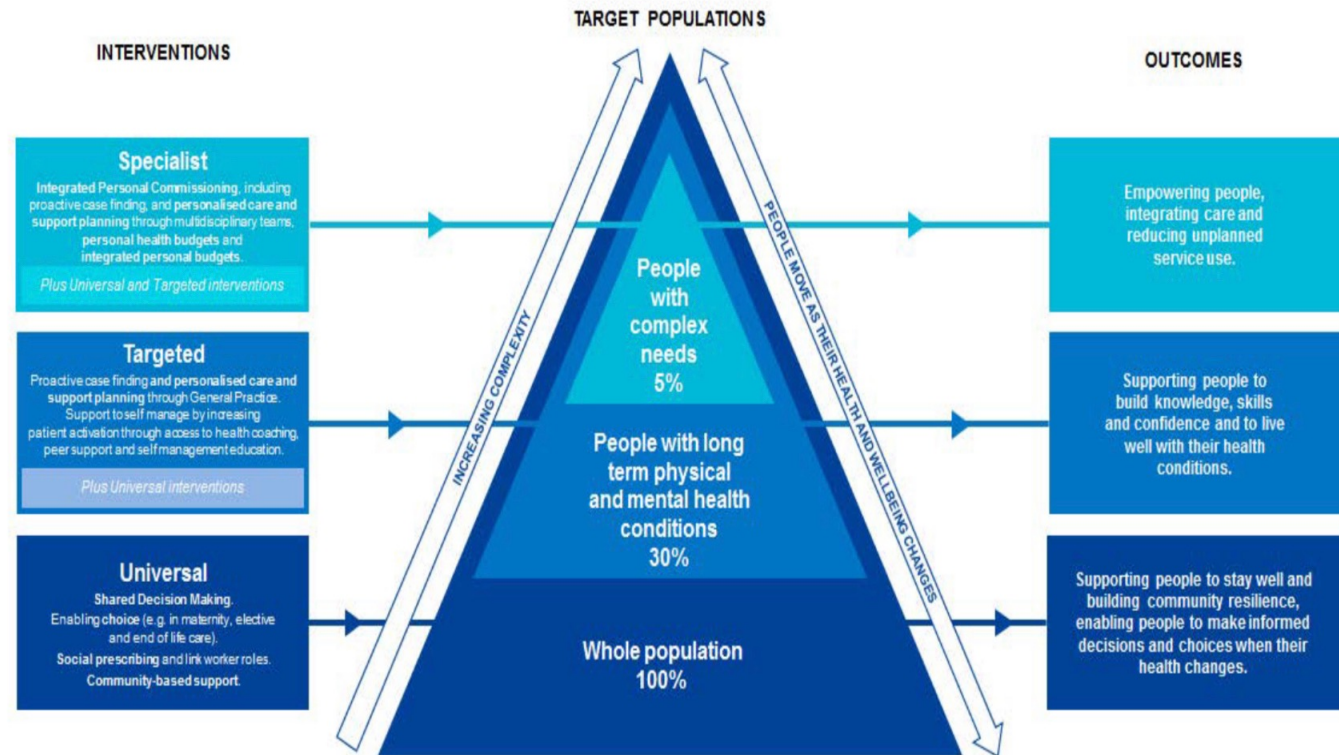 TARGET POPULATIONS
INTERVENTIONS
OUTCOMES
Specialist
Integrated Personal Commissioning, including
proactive case finding, and personalised care and
support planning through multidisciplinary teams,
personal health budgets and
integrated personal budgets.
Plus Universal and Targeted interventions
Targeted
Proactive case finding and personalised care and
support planning through General Practice.
Support to self manage by increasing
patient activation through access to health coaching,
peer support and self management education.
Plus Universal interventions
Universal
Shared Decision Making.
Enabling choice (e.g. in maternity, elective
and end of life care).
Social prescribing and link worker roles.
Community-based support.
INCREASING COMPLEXITY
People
with
complex
needs
5%
People with long
term physical
and mental health
conditions
30%
Whole population
100%
PEOPLE MOVE AS THEIR HEALTH AND WELLBEING CHANGES
Empowering people,
integrating care and
reducing unplanned
service use.
Supporting people to
build knowledge, skills
and confidence and to live
well with their health
conditions.
Supporting people to stay well and
building community resilience,
enabling people to make informed
decisions and choices when their
health changes.